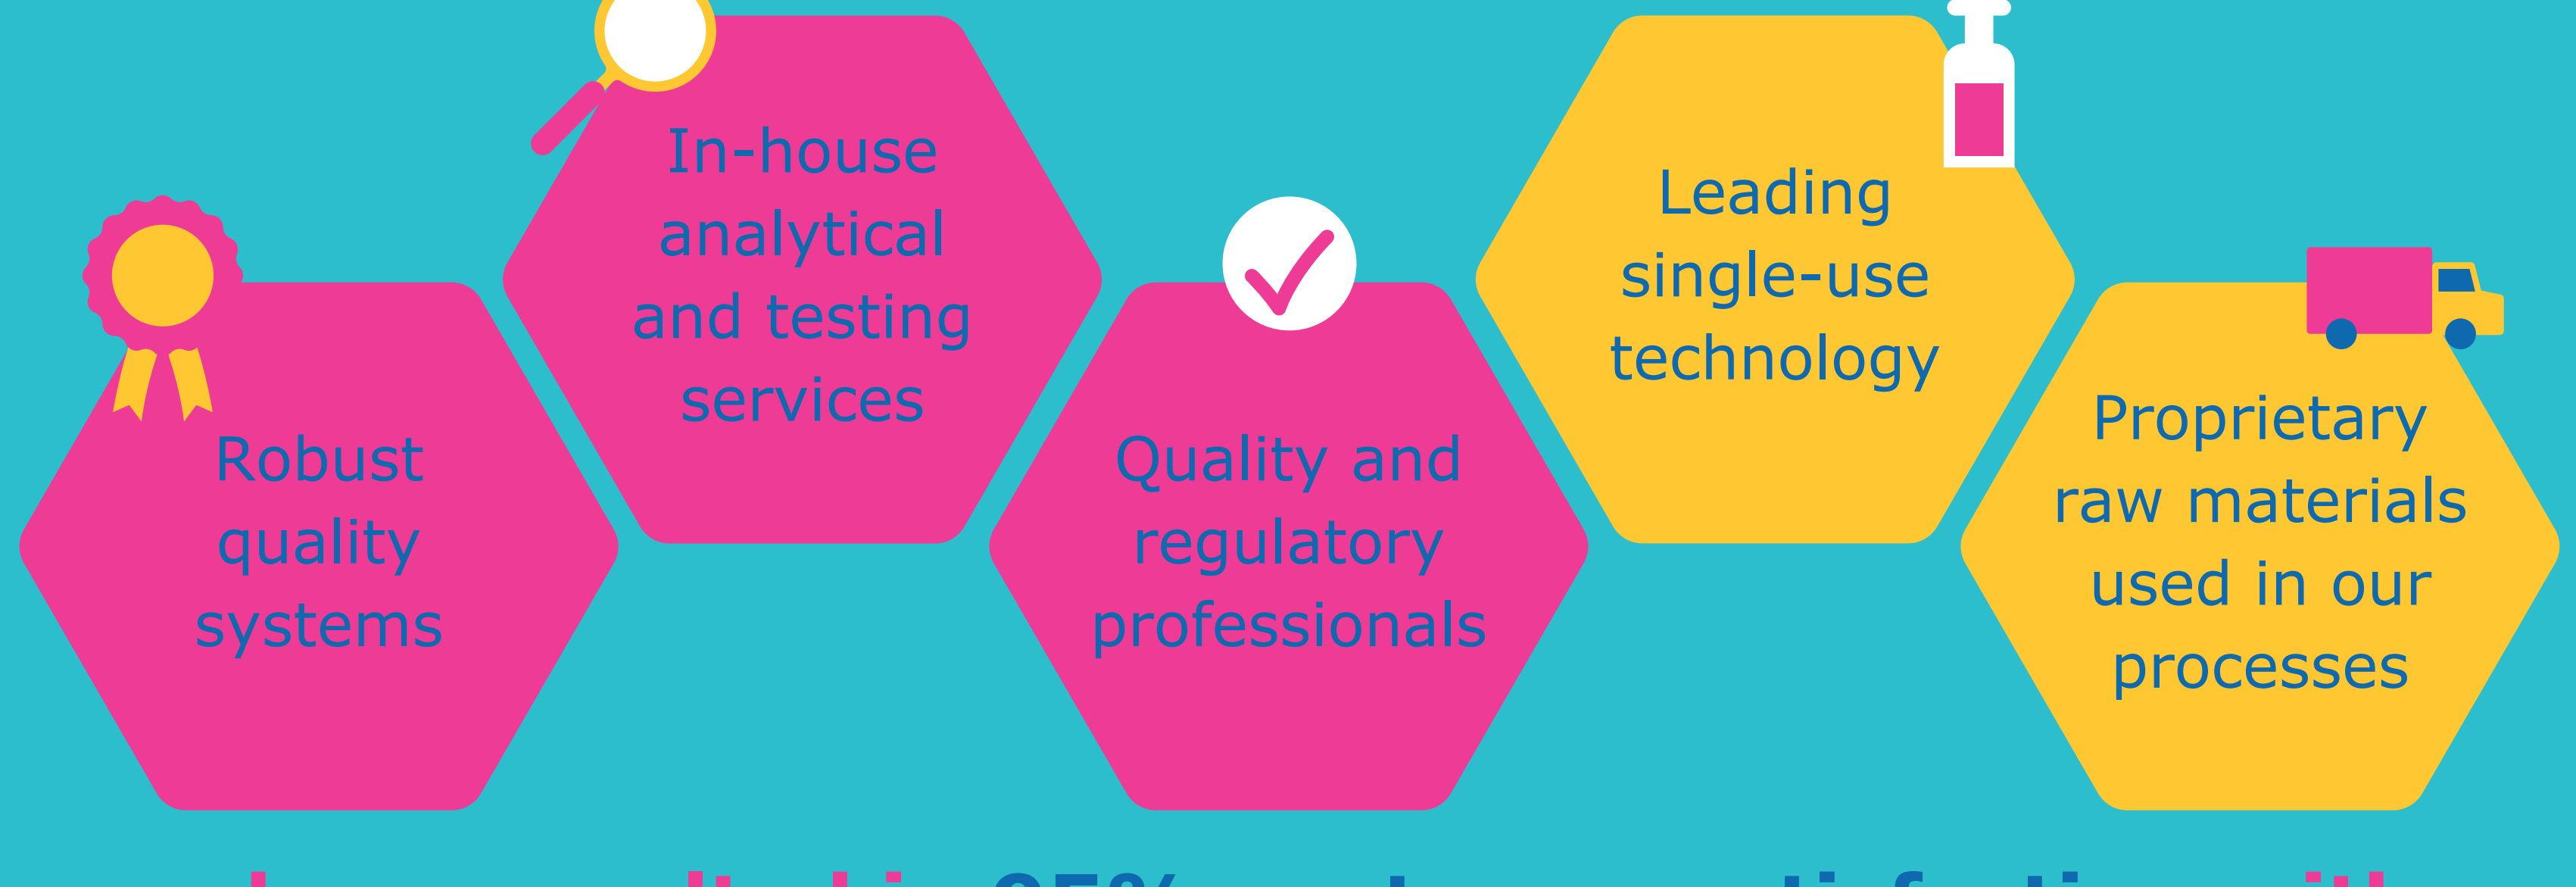 Robust
quality
systems
In-house
analytical
and testing
services
Quality and
regulatory
professionals
Leading
single-use
technology
Proprietary
raw materials
used in our
processes
95%